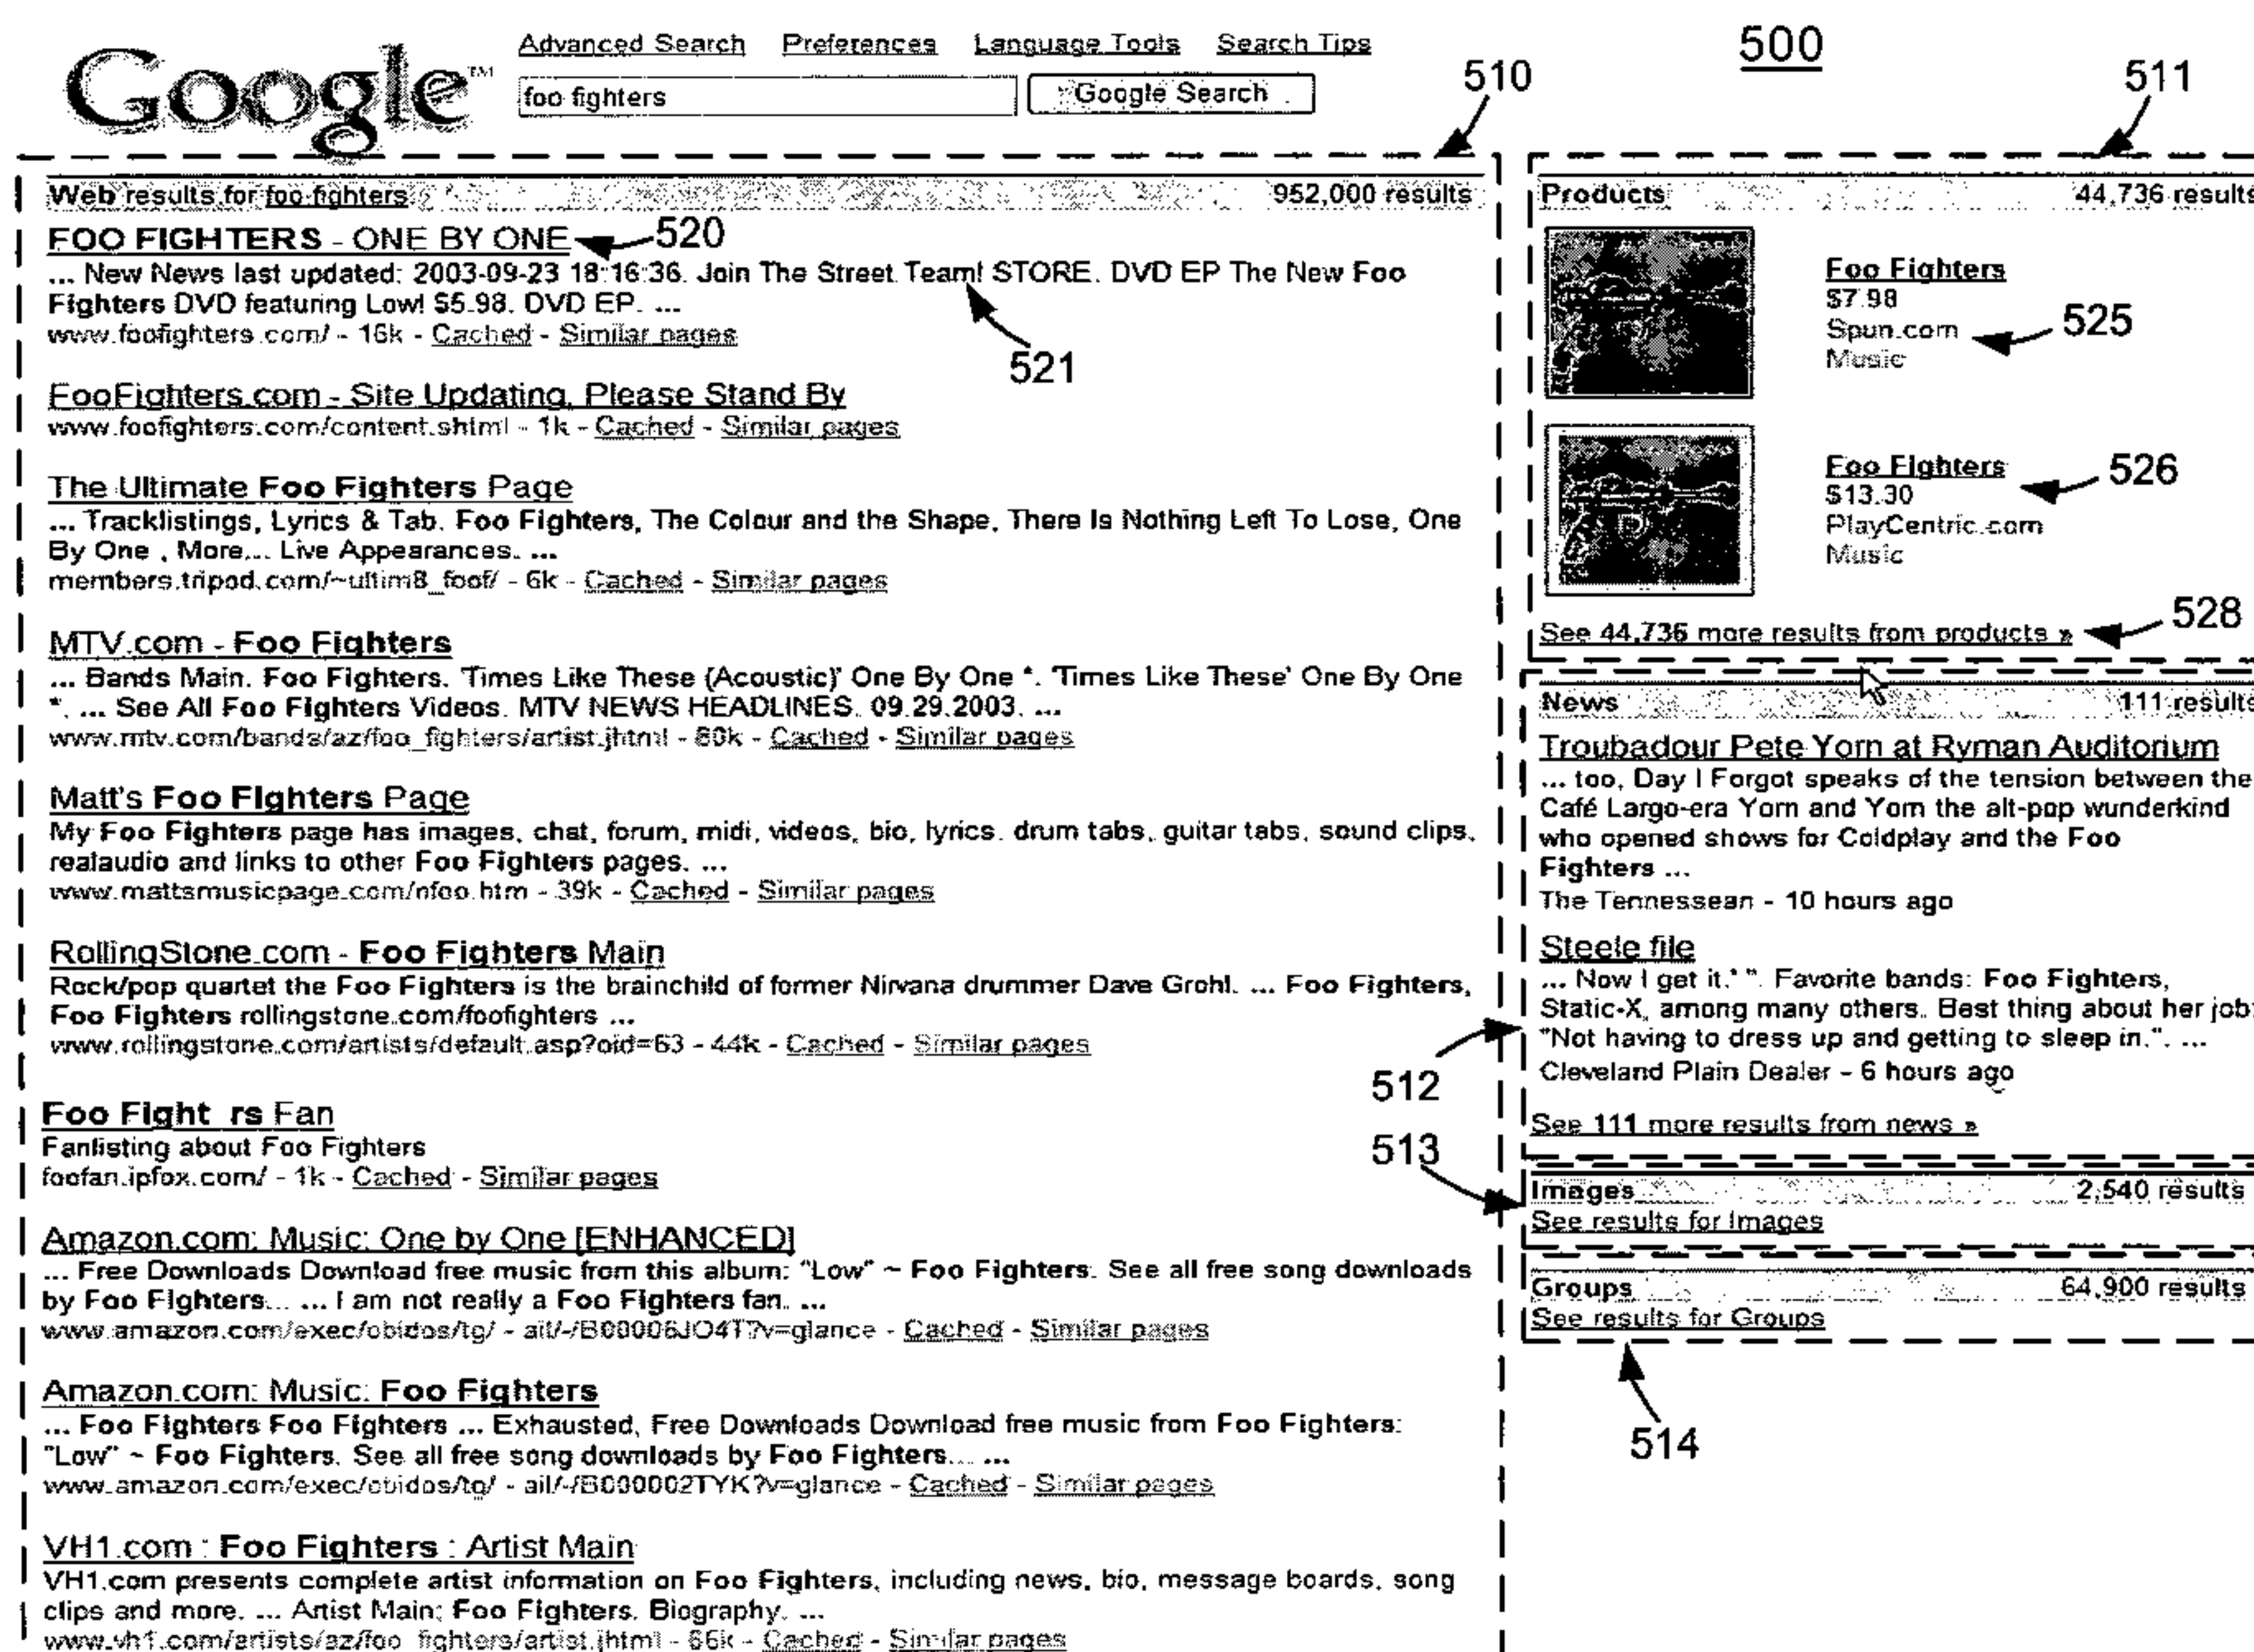 Google™
Advanced Search Preferences Language Tools Search Tips
foo fighters
Google Search
500
510
511
Web results for foo fighters 952,000 results
FOO FIGHTERS - ONE BY ONE
520
... New News last updated: 2003-09-23 18:16:36. Join The Street Team! STORE. DVD EP The New Foo
Fighters DVD featuring Low! $5.98. DVD EP. ...
www.foofighters.com/ - 16k - Cached - Similar pages
521
FooFighters.com - Site Updating, Please Stand By
www.foofighters.com/content.shtml - 1k - Cached - Similar pages
The Ultimate Foo Fighters Page
... Tracklistings, Lyrics & Tab. Foo Fighters, The Colour and the Shape, There Is Nothing Left To Lose, One
By One , More... Live Appearances. ...
members.tripod.com/~ultim8_foof/ - 6k - Cached - Similar pages
MTV.com - Foo Fighters
... Bands Main. Foo Fighters. 'Times Like These (Acoustic)' One By One *. 'Times Like These' One By One
*. ... See All Foo Fighters Videos. MTV NEWS HEADLINES. 09.29.2003. ...
www.mtv.com/bands/az/foo_fighters/artist.jhtml - 80k - Cached - Similar pages
Matt's Foo Fighters Page
My Foo Fighters page has images, chat, forum, midi, videos, bio, lyrics. drum tabs, guitar tabs, sound clips,
realaudio and links to other Foo Fighters pages. ...
www.mattsmusicpage.com/nfoo.htm - 39k - Cached - Similar pages
RollingStone.com - Foo Fighters Main
Rock/pop quartet the Foo Fighters is the brainchild of former Nirvana drummer Dave Grohl. ... Foo Fighters,
Foo Fighters rollingstone.com/foofighters ...
www.rollingstone.com/artists/default.asp?oid=63 - 44k - Cached - Similar pages
Foo Fight rs Fan
Fanlisting about Foo Fighters
foofan.ipfox.com/ - 1k - Cached - Similar pages
Amazon.com: Music: One by One [ENHANCED]
... Free Downloads Download free music from this album: "Low" ~ Foo Fighters. See all free song downloads
by Foo Fighters... ... I am not really a Foo Fighters fan. ...
www.amazon.com/exec/obidos/tg/ - ail/-/B00006JO4T?v=glance - Cached - Similar pages
Amazon.com: Music: Foo Fighters
... Foo Fighters Foo Fighters ... Exhausted, Free Downloads Download free music from Foo Fighters:
"Low" ~ Foo Fighters. See all free song downloads by Foo Fighters... ...
www.amazon.com/exec/obidos/tg/ - ail/-/B000002TYK?v=glance - Cached - Similar pages
VH1.com : Foo Fighters : Artist Main
VH1.com presents complete artist information on Foo Fighters, including news, bio, message boards, song
clips and more. ... Artist Main; Foo Fighters. Biography. ...
www.vh1.com/artists/az/foo_fighters/artist.jhtml - 66k - Cached - Similar pages
Products 44,736 results
Foo Fighters
$7.98
Spun.com
Music
525
Foo Fighters
$13.30
PlayCentric.com
Music
526
See 44,736 more results from products »
528
News 111 results
Troubadour Pete Yorn at Ryman Auditorium
... too, Day I Forgot speaks of the tension between the
Café Largo-era Yorn and Yorn the alt-pop wunderkind
who opened shows for Coldplay and the Foo
Fighters ...
The Tennessean - 10 hours ago
Steele file
... Now I get it.' ". Favorite bands: Foo Fighters,
Static-X, among many others. Best thing about her job:
"Not having to dress up and getting to sleep in.". ...
Cleveland Plain Dealer - 6 hours ago
512
See 111 more results from news »
513
Images 2,540 results
See results for Images
Groups 64,900 results
See results for Groups
514